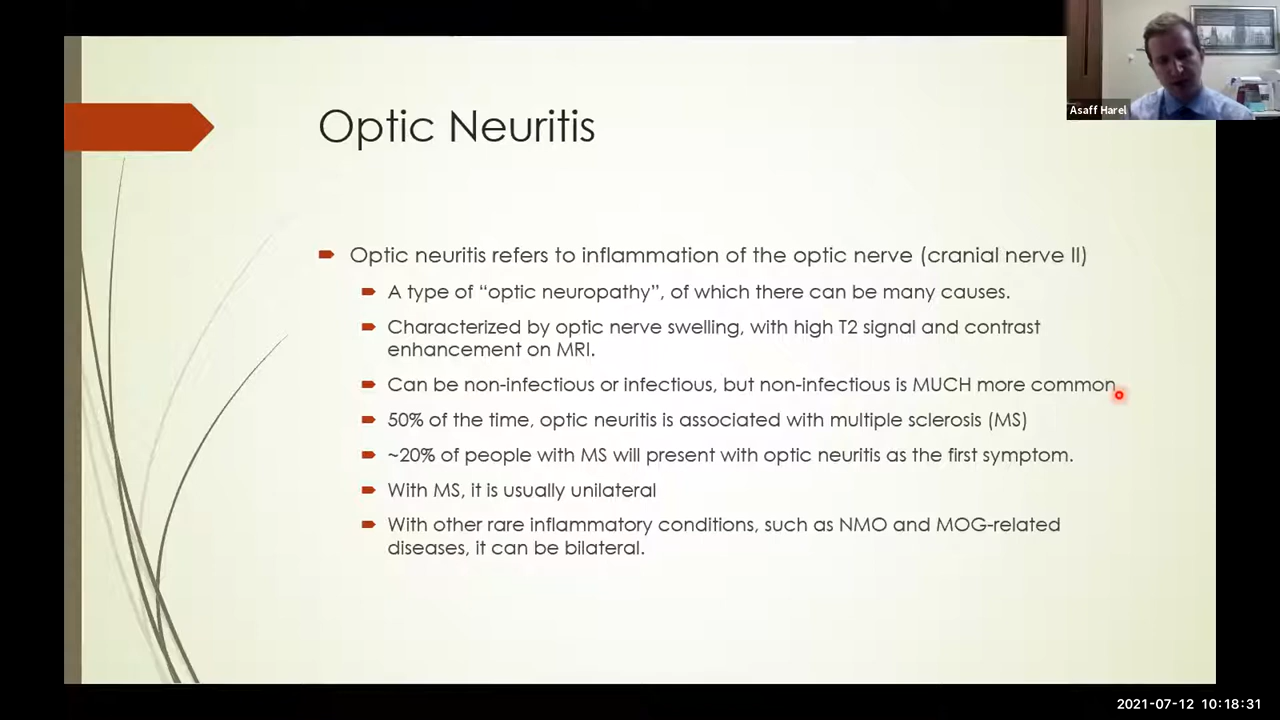 Asaff Harel
Optic Neuritis
Optic neuritis refers to inflammation of the optic nerve (cranial nerve II)
A type of “optic neuropathy”, of which there can be many causes.
Characterized by optic nerve swelling, with high T2 signal and contrast
enhancement on MRI.
Can be non-infectious or infectious, but non-infectious is MUCH more common
50% of the time, optic neuritis is associated with multiple sclerosis (MS)
~20% of people with MS will present with optic neuritis as the first symptom.
With MS, it is usually unilateral
With other rare inflammatory conditions, such as NMO and MOG-related
diseases, it can be bilateral.
2021-07-12 10:18:31